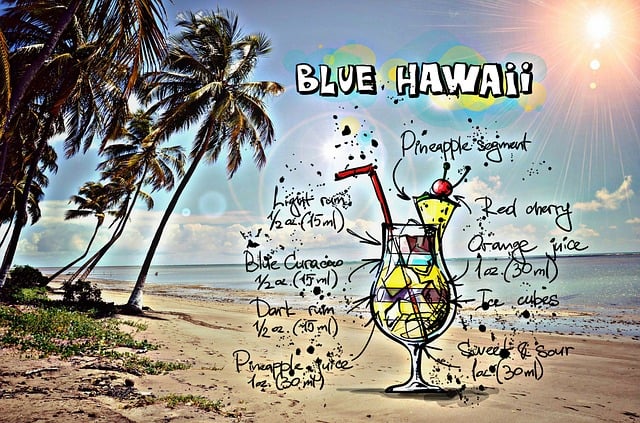 BLUE HAWAii
Pineapple segment
Light rum
1/2 oz. (15 ml)
Red cherry
Orange juice
1 oz. (30 ml)
Blue Curacao
1/2 oz. (15 ml)
Ice cubes
Dark rum
1/2 oz. (15 ml)
Pineapple juice
1 oz. (30 ml)
Sweet & Sour
1 oz. (30 ml)